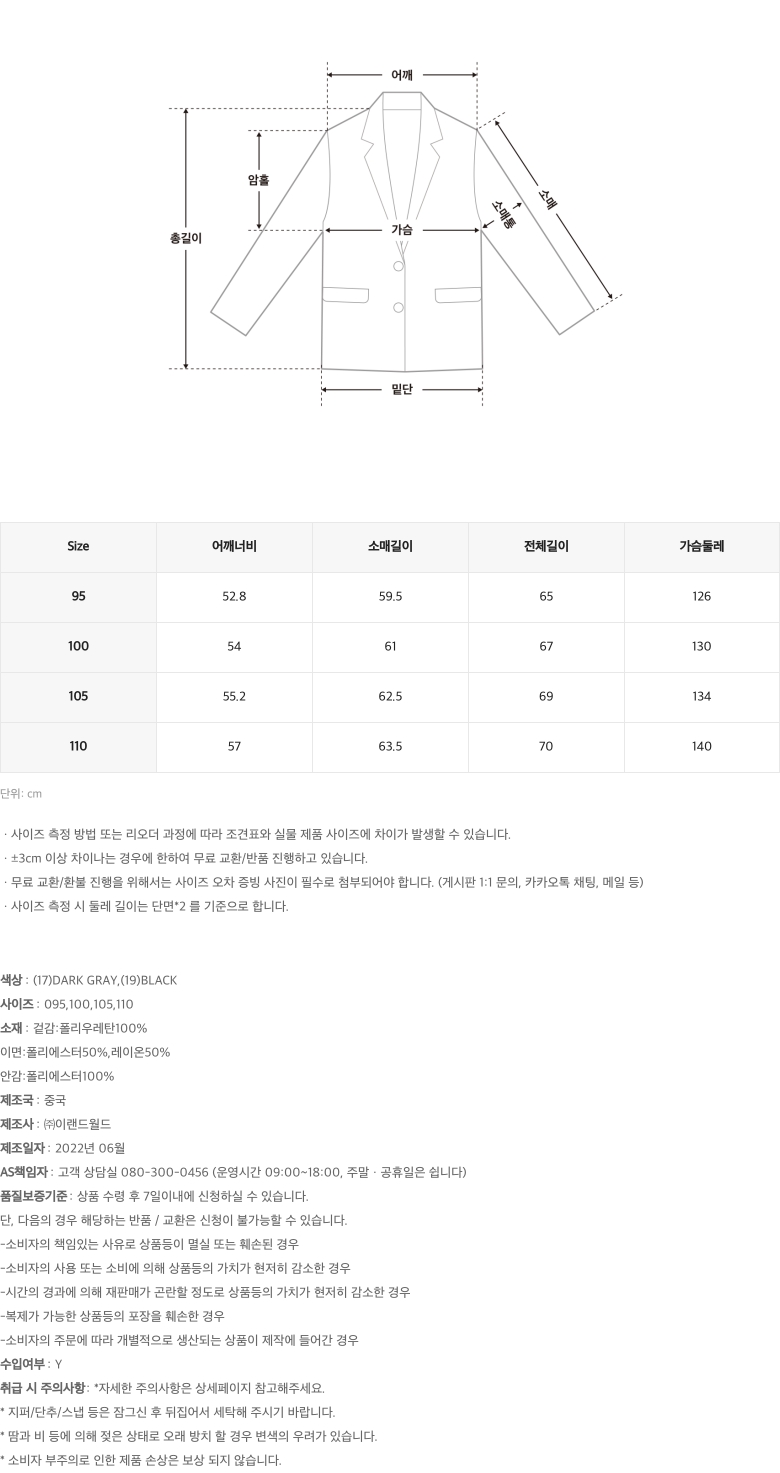 어깨
암홀
소매
소매통
가슴
총길이
밑단
Size 어깨너비 소매길이 전체길이 가슴둘레
95 52.8 59.5 65 126
100 54 61 67 130
105 55.2 62.5 69 134
110 57 63.5 70 140
단위: cm
· 사이즈 측정 방법 또는 리오더 과정에 따라 조견표와 실물 제품 사이즈에 차이가 발생할 수 있습니다.
· ±3cm 이상 차이나는 경우에 한하여 무료 교환/반품 진행하고 있습니다.
· 무료 교환/환불 진행을 위해서는 사이즈 오차 증빙 사진이 필수로 첨부되어야 합니다. (게시판 1:1 문의, 카카오톡 채팅, 메일 등)
· 사이즈 측정 시 둘레 길이는 단면*2 를 기준으로 합니다.
색상 : (17)DARK GRAY,(19)BLACK
사이즈 : 095,100,105,110
소재 : 겉감:폴리우레탄100%
이면:폴리에스터50%,레이온50%
안감:폴리에스터100%
제조국 : 중국
제조사 : ㈜이랜드월드
제조일자 : 2022년 06월
AS책임자 : 고객 상담실 080-300-0456 (운영시간 09:00~18:00, 주말 · 공휴일은 쉽니다)
품질보증기준 : 상품 수령 후 7일이내에 신청하실 수 있습니다.
단, 다음의 경우 해당하는 반품 / 교환은 신청이 불가능할 수 있습니다.
-소비자의 책임있는 사유로 상품등이 멸실 또는 훼손된 경우
-소비자의 사용 또는 소비에 의해 상품등의 가치가 현저히 감소한 경우
-시간의 경과에 의해 재판매가 곤란할 정도로 상품등의 가치가 현저히 감소한 경우
-복제가 가능한 상품등의 포장을 훼손한 경우
-소비자의 주문에 따라 개별적으로 생산되는 상품이 제작에 들어간 경우
수입여부 : Y
취급 시 주의사항 : *자세한 주의사항은 상세페이지 참고해주세요.
* 지퍼/단추/스냅 등은 잠그신 후 뒤집어서 세탁해 주시기 바랍니다.
* 땀과 비 등에 의해 젖은 상태로 오래 방치 할 경우 변색의 우려가 있습니다.
* 소비자 부주의로 인한 제품 손상은 보상 되지 않습니다.